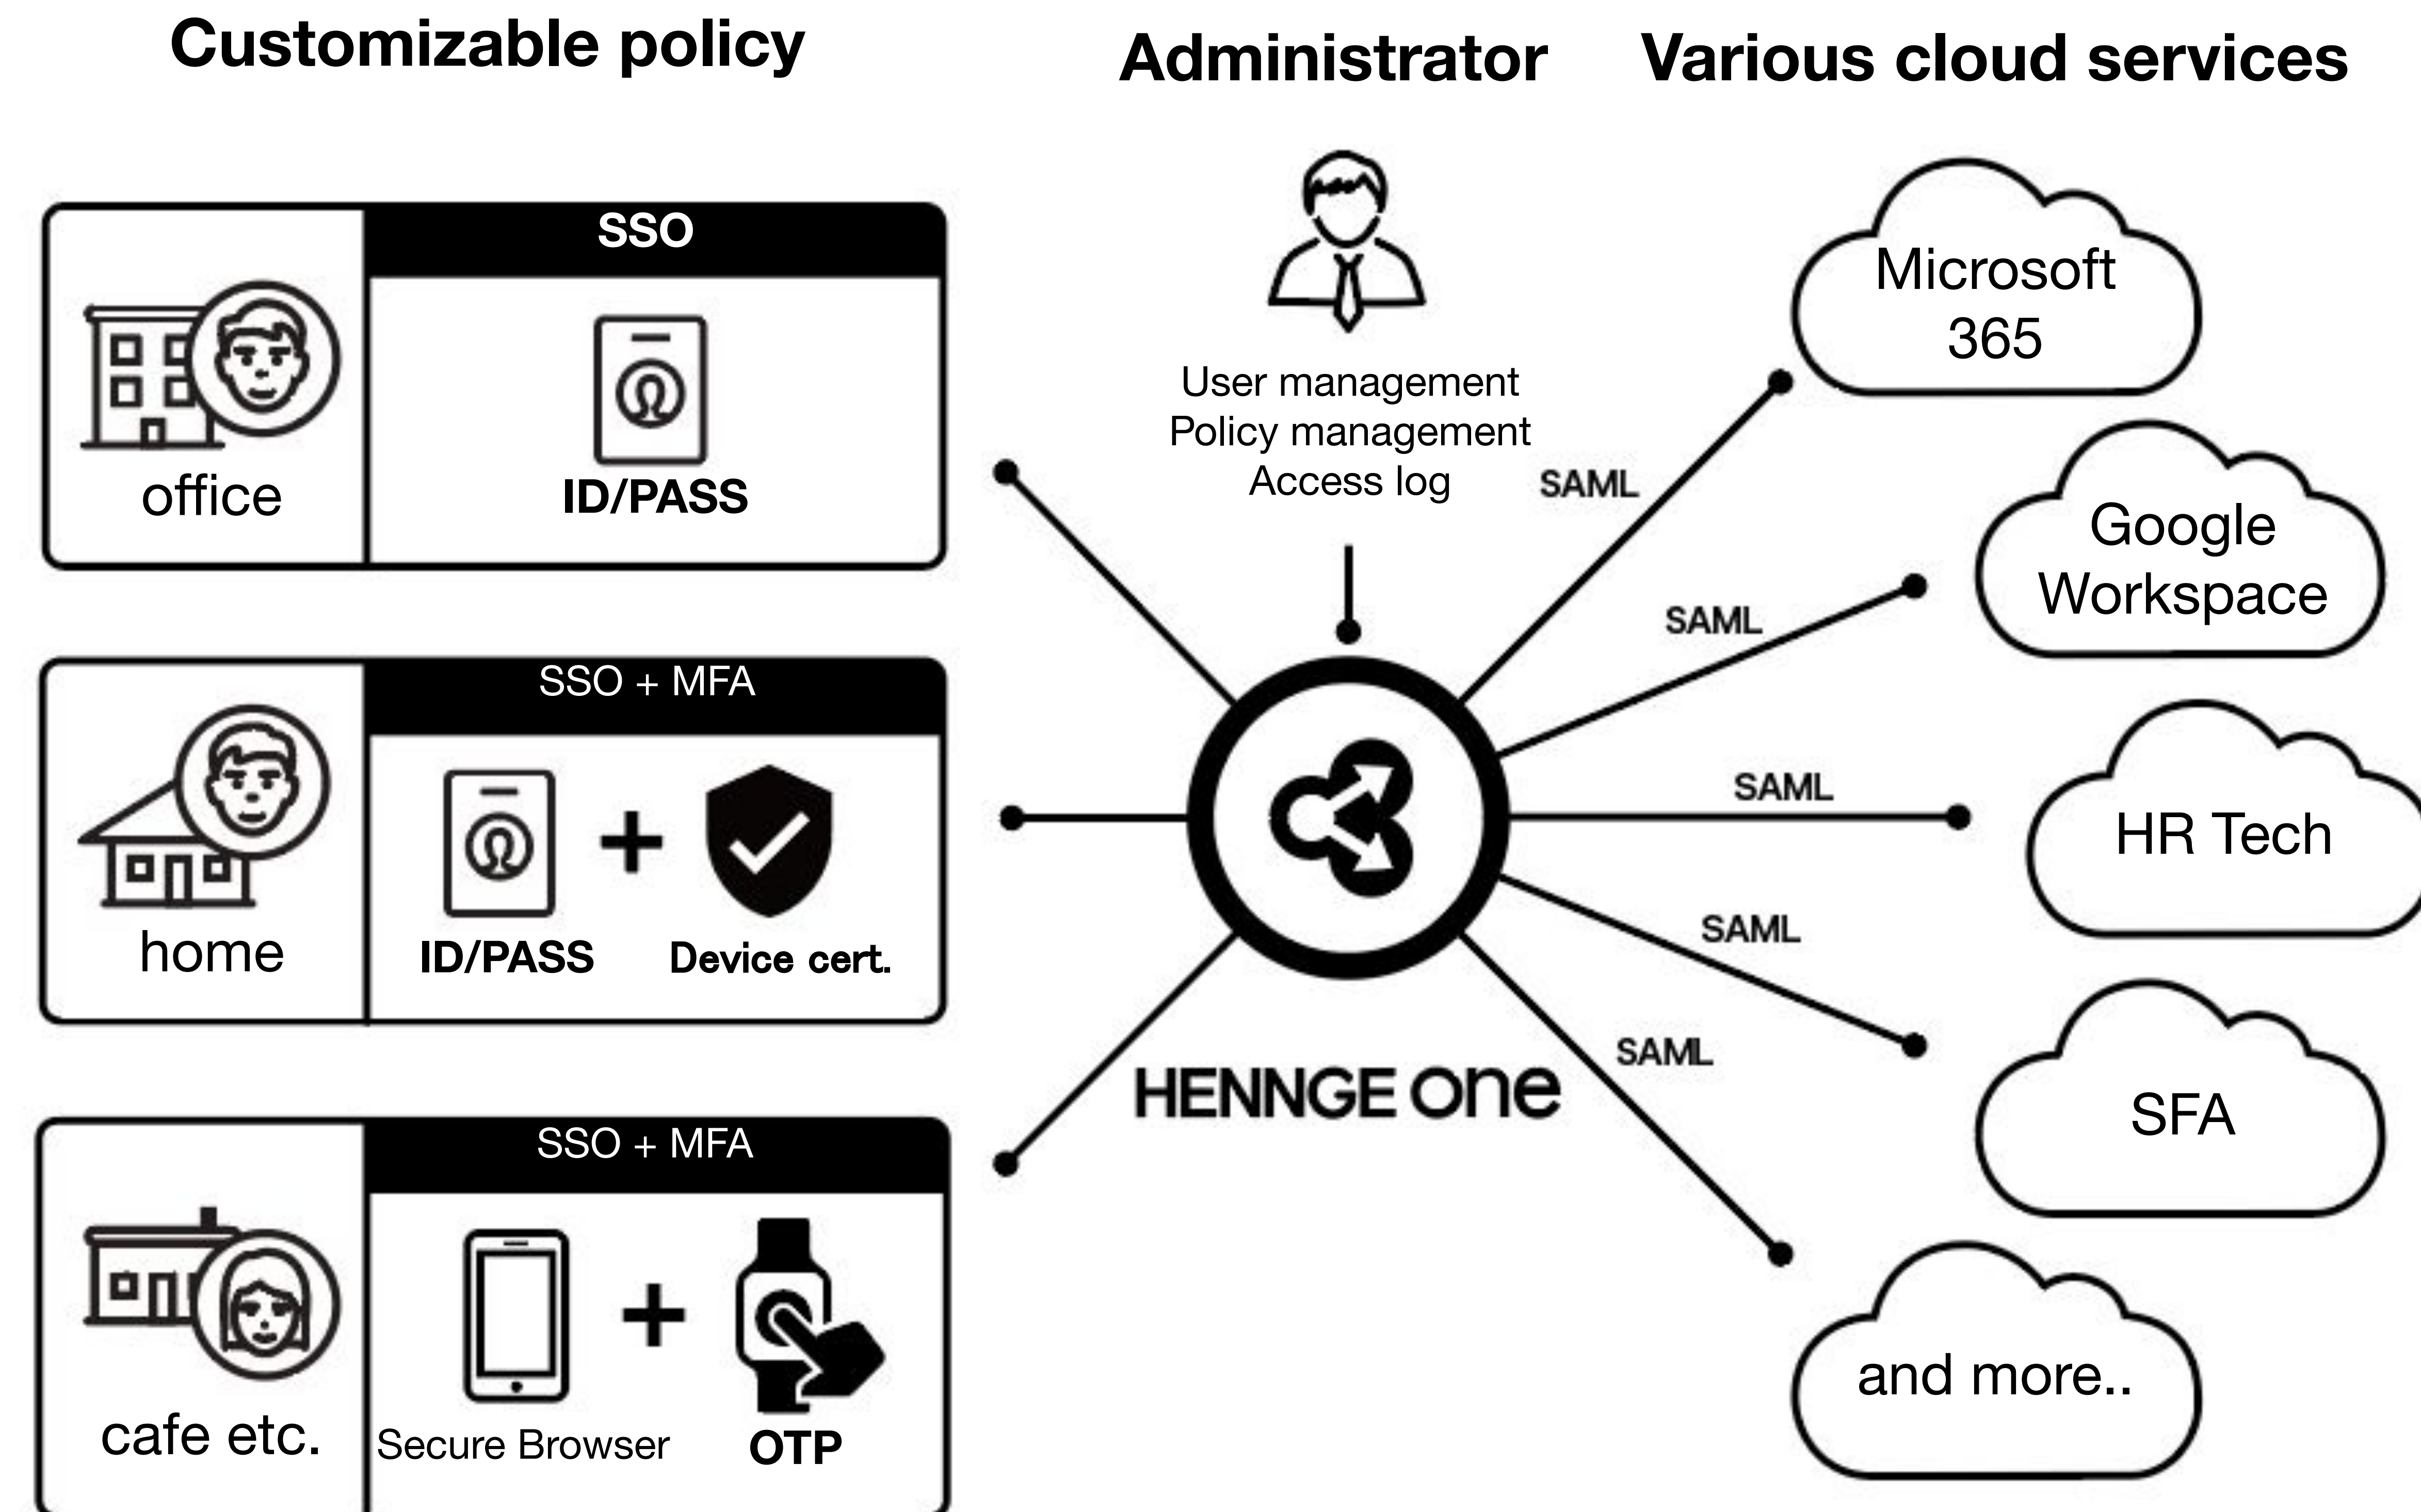 Customizable policy
Administrator
Various cloud services
SSO
office
ID/PASS
SSO + MFA
home
ID/PASS
Device cert.
SSO + MFA
cafe etc.
Secure Browser
OTP
User management
Policy management
Access log
HENNGE one
SAML
SAML
SAML
SAML
SAML
Microsoft
365
Google
Workspace
HR Tech
SFA
and more..